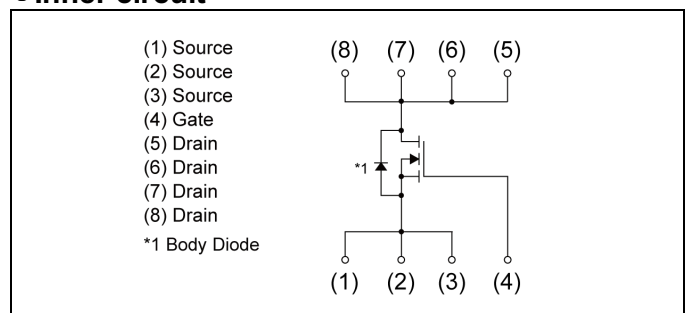 Inner circuit
(1) Source
(2) Source
(3) Source
(4) Gate
(5) Drain
(6) Drain
(7) Drain
(8) Drain
*1 Body Diode
(8) (7) (6) (5)
*1
(1) (2) (3) (4)